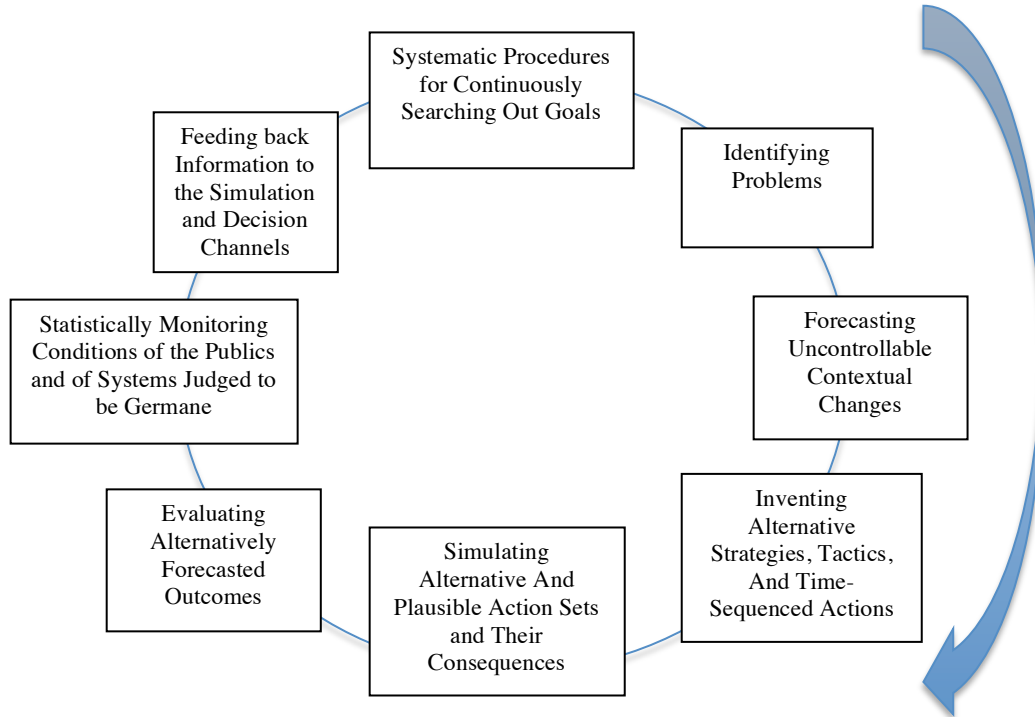 Systematic Procedures
for Continuously
Searching Out Goals
Identifying
Problems
Forecasting
Uncontrollable
Contextual
Changes
Inventing
Alternative
Strategies, Tactics,
And Time-
Sequenced Actions
Simulating
Alternative And
Plausible Action Sets
and Their
Consequences
Evaluating
Alternatively
Forecasted
Outcomes
Statistically Monitoring
Conditions of the Publics
and of Systems Judged to
be Germane
Feeding back
Information to
the Simulation
and Decision
Channels